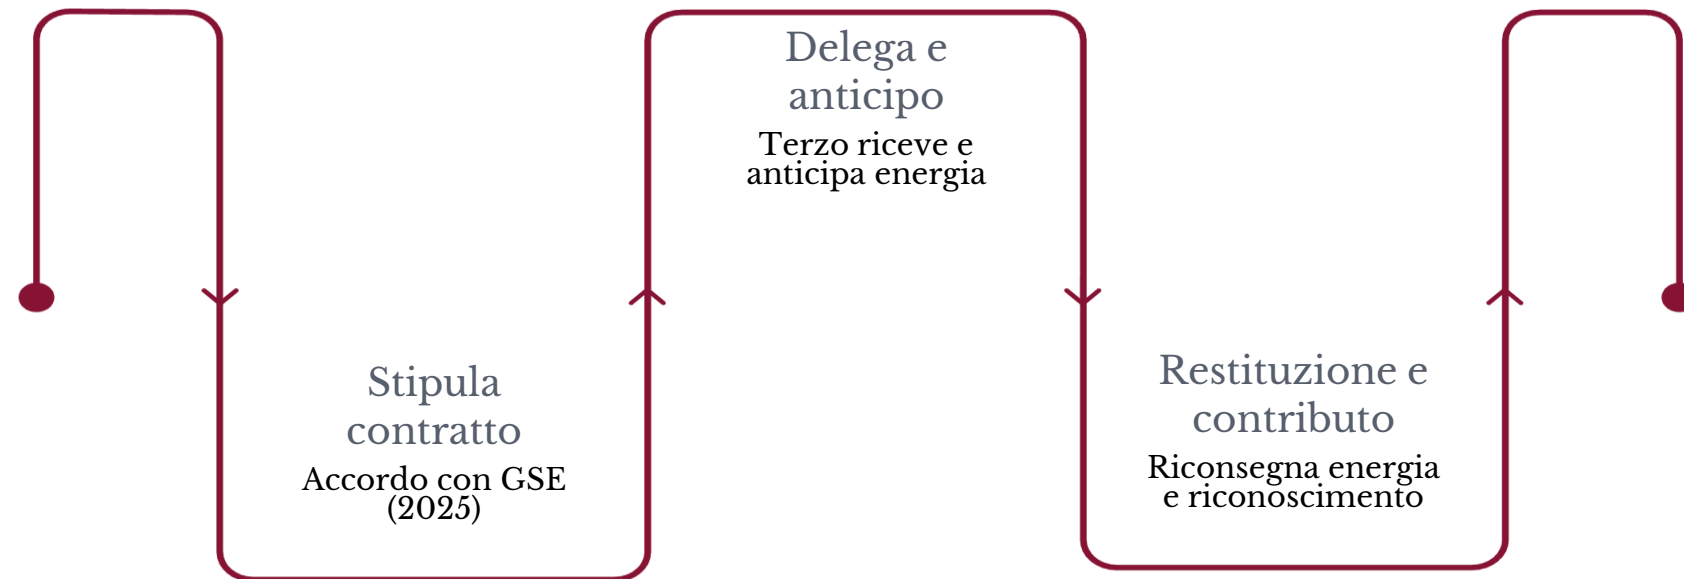 Stipula
contratto
Accordo con GSE
(2025)
Delega e
anticipo
Terzo riceve e
anticipa energia
Restituzione e
contributo
Riconsegna energia
e riconoscimento